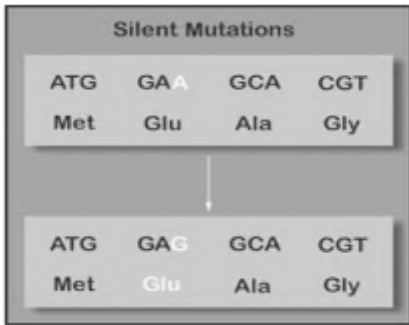 Silent Mutations
ATG GAA GCA CGT
Met Glu Ala Gly
ATG GAG GCA CGT
Met Glu Ala Gly